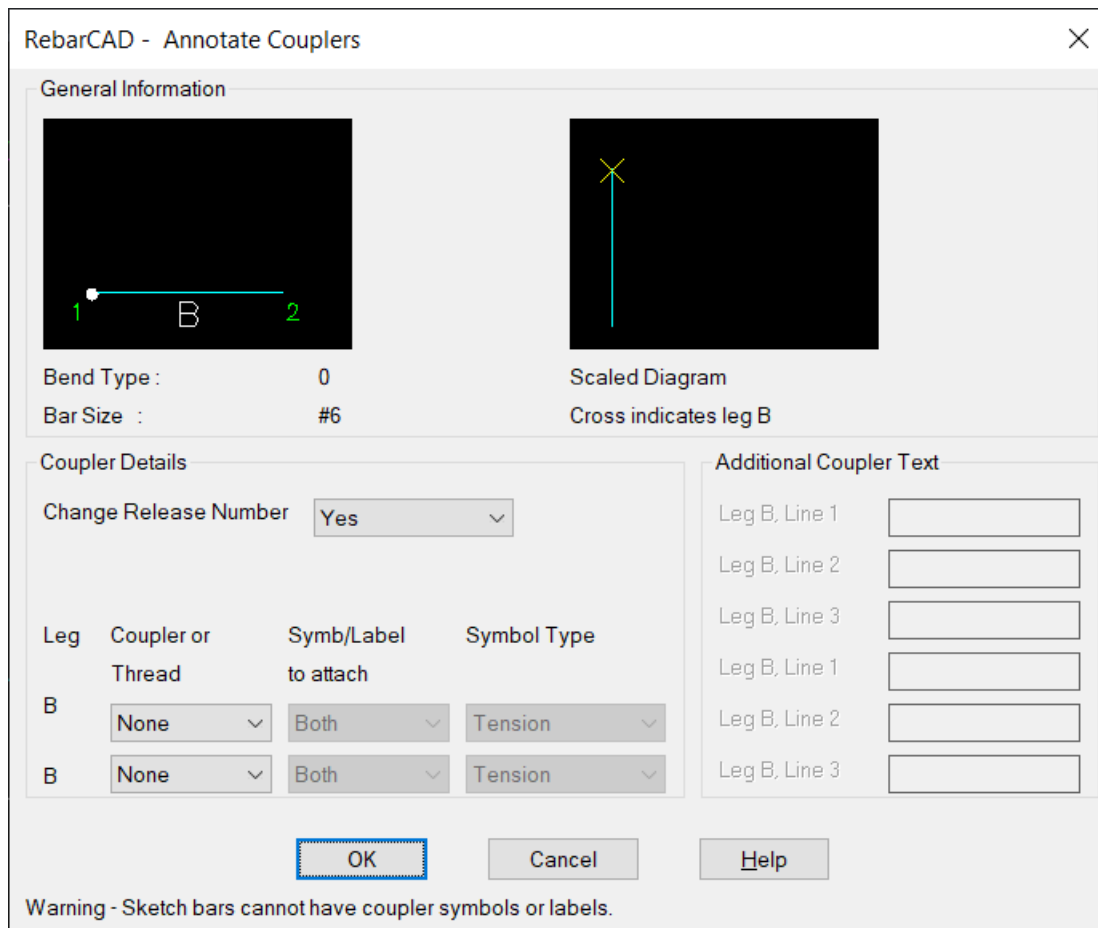 RebarCAD - Annotate Couplers
General Information
1 B 2
Bend Type : 0
Bar Size : #6
Scaled Diagram
Cross indicates leg B
Coupler Details
Change Release Number Yes
Leg Coupler or Symb/Label Symbol Type
Thread to attach
B None Both Tension
B None Both Tension
Additional Coupler Text
Leg B, Line 1
Leg B, Line 2
Leg B, Line 3
Leg B, Line 1
Leg B, Line 2
Leg B, Line 3
OK Cancel Help
Warning - Sketch bars cannot have coupler symbols or labels.